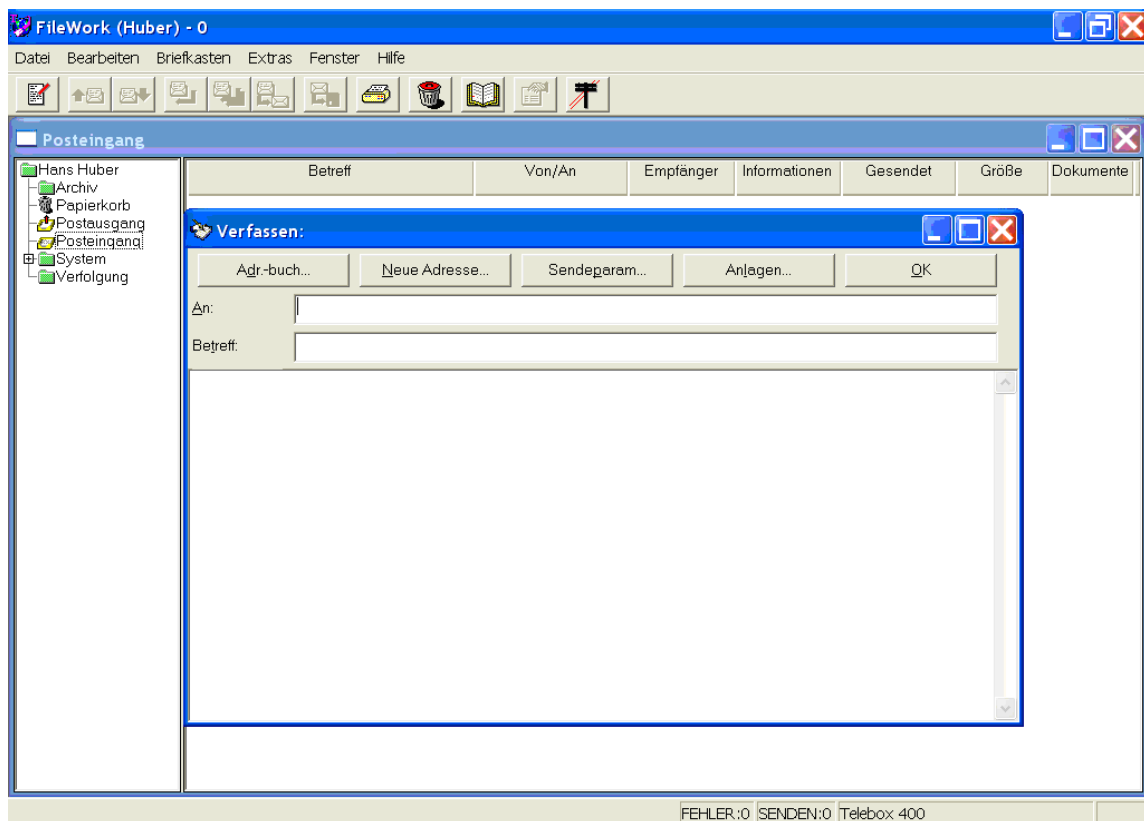 FileWork (Huber) - 0
Datei Bearbeiten Briefkasten Extras Fenster Hilfe
Posteingang
Hans Huber
Archiv
Papierkorb
Postausgang
Posteingang
System
Verfolgung
Betreff Von/An Empfänger Informationen Gesendet Größe Dokumente
Verfassen:
Adr.-buch... Neue Adresse... Sendeparam... Anlagen... OK
An:
Betreff:
FEHLER:0 SENDEN:0 Telebox 400